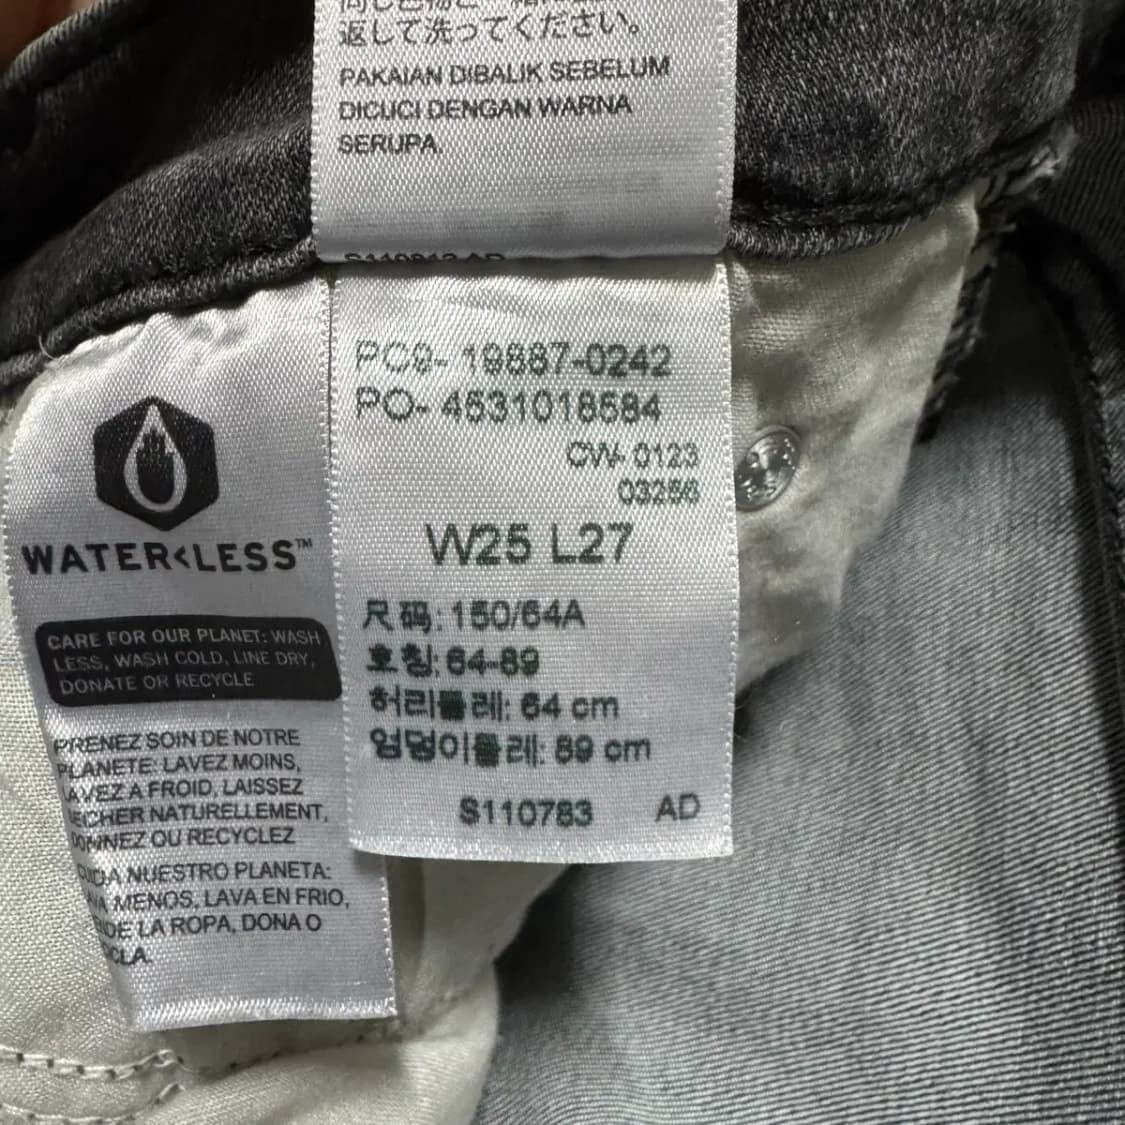 返して洗ってください。
PAKAIAN DIBALIK SEBELUM
DICUCI DENGAN WARNA
SERUPA.
PC9- 19887-0242
PO- 4531018584
CW- 0123
03256
W25 L27
尺码: 150/64A
호칭: 64-89
허리둘레: 64 cm
엉덩이둘레: 89 cm
S110783 AD
WATER<LESS™
CARE FOR OUR PLANET: WASH
LESS, WASH COLD, LINE DRY,
DONATE OR RECYCLE
PRENEZ SOIN DE NOTRE
PLANETE: LAVEZ MOINS,
LAVEZ A FROID, LAISSEZ
SECHER NATURELLEMENT,
DONNEZ OU RECYCLEZ
CUIDA NUESTRO PLANETA:
LAVA MENOS, LAVA EN FRIO,
DE LA ROPA, DONA O